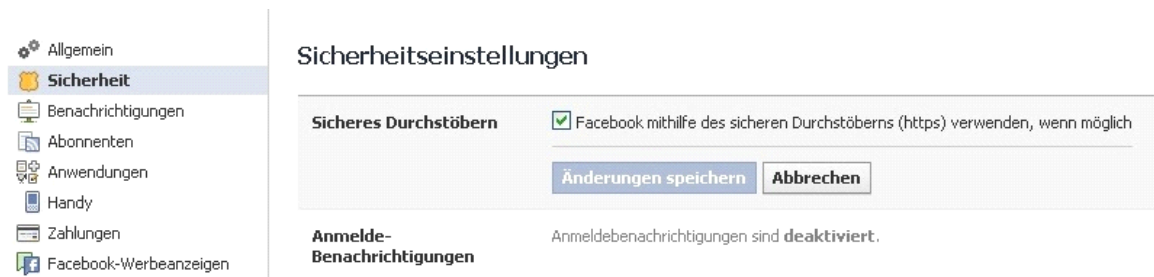 Allgemein
Sicherheit
Benachrichtigungen
Abonnenten
Anwendungen
Handy
Zahlungen
Facebook-Werbeanzeigen
Sicherheitseinstellungen
Sicheres Durchstöbern
Facebook mithilfe des sicheren Durchstöberns (https) verwenden, wenn möglich
Änderungen speichern Abbrechen
Anmelde-
Benachrichtigungen
Anmeldebenachrichtigungen sind deaktiviert.